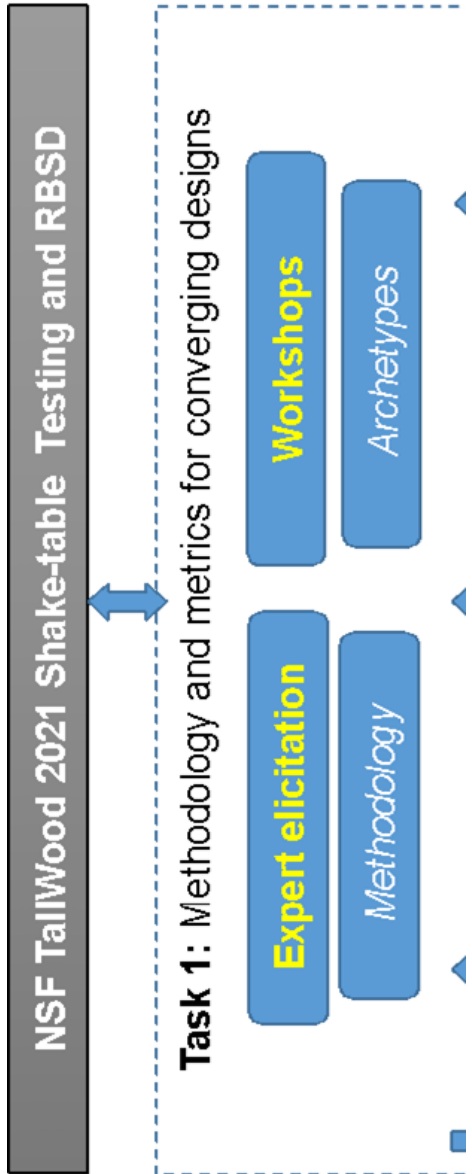 NSF TallWood 2021 Shake-table Testing and RBSD
Task 1: Methodology and metrics for converging designs
Expert elicitation
Workshops
Methodology
Archetypes